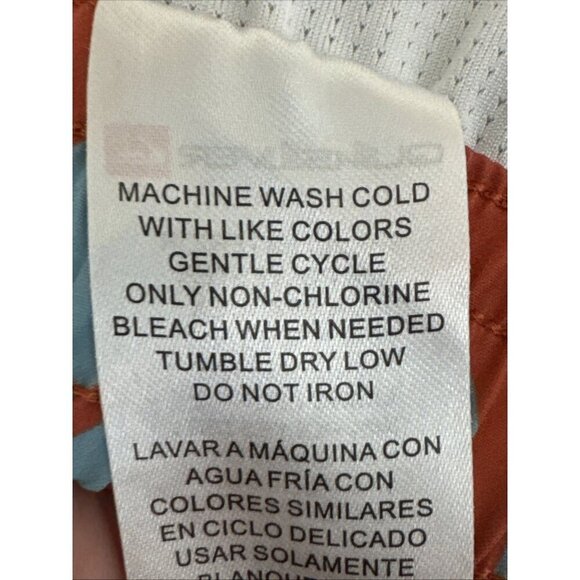 QUIKSILVER
MACHINE WASH COLD
WITH LIKE COLORS
GENTLE CYCLE
ONLY NON-CHLORINE
BLEACH WHEN NEEDED
TUMBLE DRY LOW
DO NOT IRON
LAVAR A MÁQUINA CON
AGUA FRÍA CON
COLORES SIMILARES
EN CICLO DELICADO
USAR SOLAMENTE